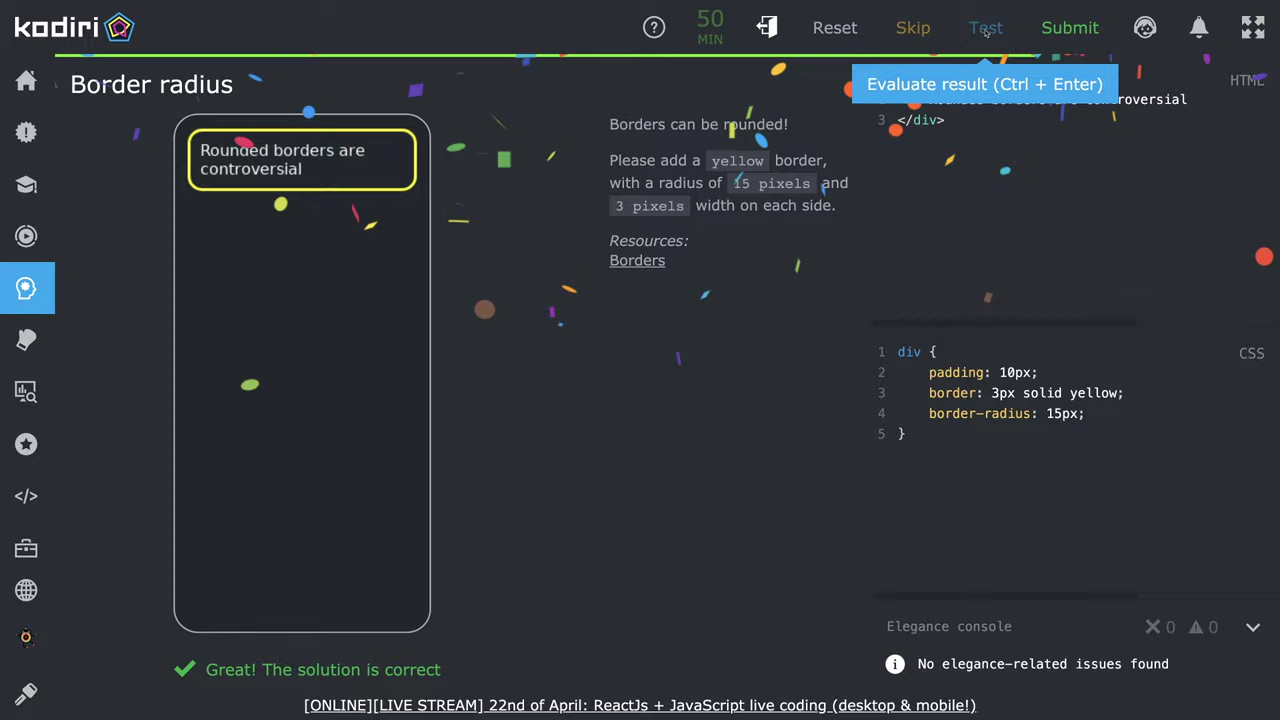 kodiri
?
50
MIN
Reset
Skip
Test
Submit
Border radius
Evaluate result (Ctrl + Enter)
HTML
Rounded borders are
controversial
Borders can be rounded!
Please add a yellow border,
with a radius of 15 pixels and
3 pixels width on each side.
Resources:
Borders
controversial
3 </div>
CSS
1 div {
2 padding: 10px;
3 border: 3px solid yellow;
4 border-radius: 15px;
5 }
Elegance console
0
0
No elegance-related issues found
Great! The solution is correct
[ONLINE][LIVE STREAM] 22nd of April: ReactJs + JavaScript live coding (desktop & mobile!)